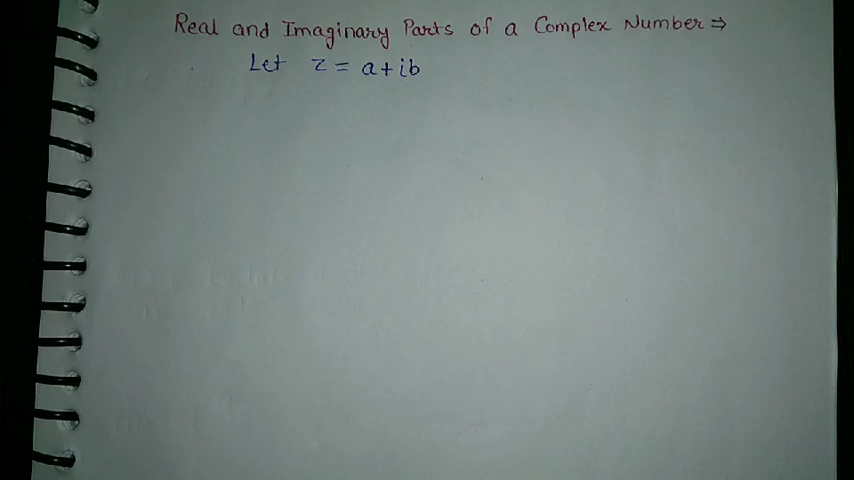 Real and Imaginary Parts of a Complex Number ⇒
Let z = a + ib